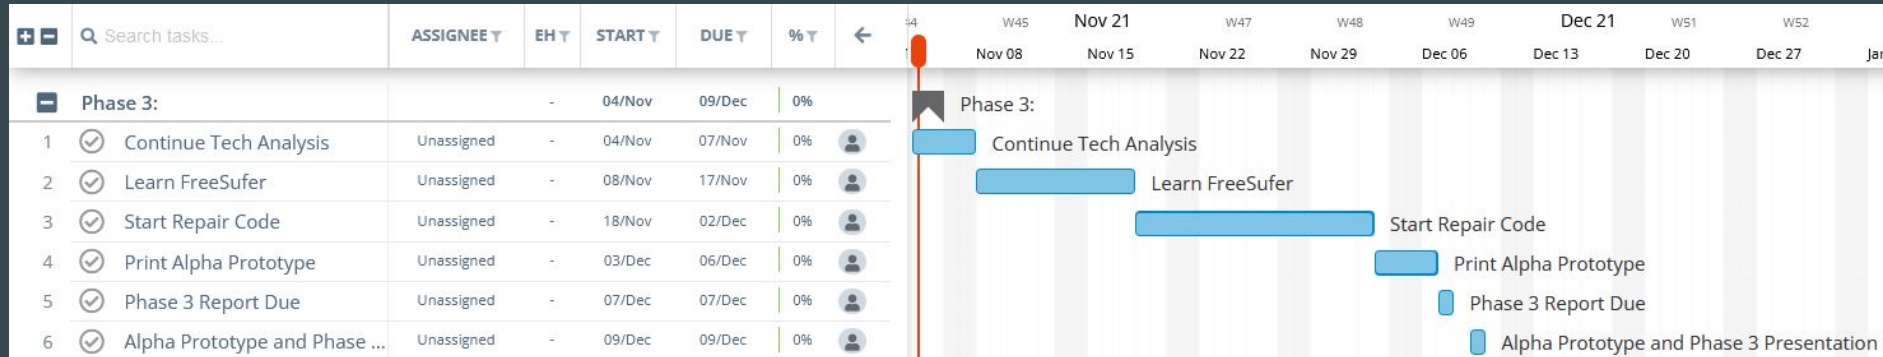 Search tasks... ASSIGNEE EH START DUE %
W45 Nov 21 W47 W48 W49 Dec 21 W51 W52
Nov 08 Nov 15 Nov 22 Nov 29 Dec 06 Dec 13 Dec 20 Dec 27
Phase 3: - 04/Nov 09/Dec 0% Phase 3:
1 Continue Tech Analysis Unassigned - 04/Nov 07/Nov 0% Continue Tech Analysis
2 Learn FreeSufer Unassigned - 08/Nov 17/Nov 0% Learn FreeSufer
3 Start Repair Code Unassigned - 18/Nov 02/Dec 0% Start Repair Code
4 Print Alpha Prototype Unassigned - 03/Dec 06/Dec 0% Print Alpha Prototype
5 Phase 3 Report Due Unassigned - 07/Dec 07/Dec 0% Phase 3 Report Due
6 Alpha Prototype and Phase ... Unassigned - 09/Dec 09/Dec 0% Alpha Prototype and Phase 3 Presentation